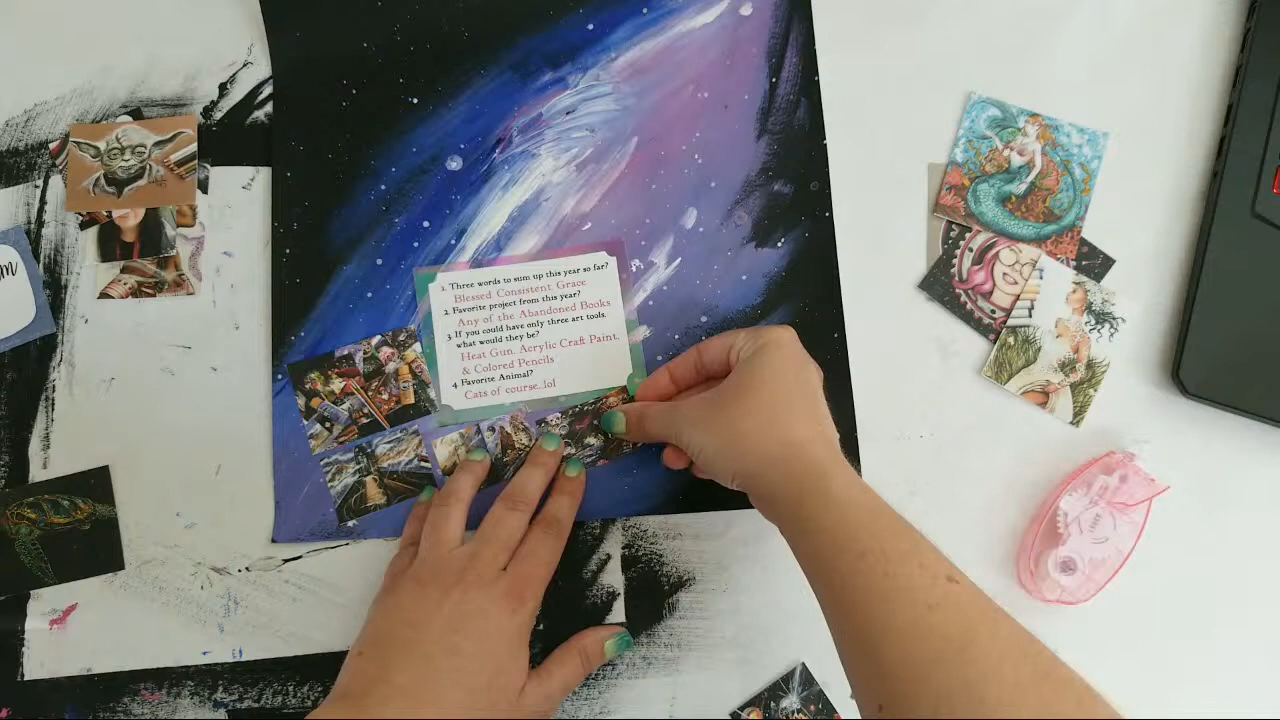 1. Three words to sum up this year so far?
Blessed Consistent Grace
2. Favorite project from this year?
Any of the Abandoned Books
3. If you could have only three art tools,
what would they be?
Heat Gun, Acrylic Craft Paint,
& Colored Pencils
4 Favorite Animal?
Cats of course..lol